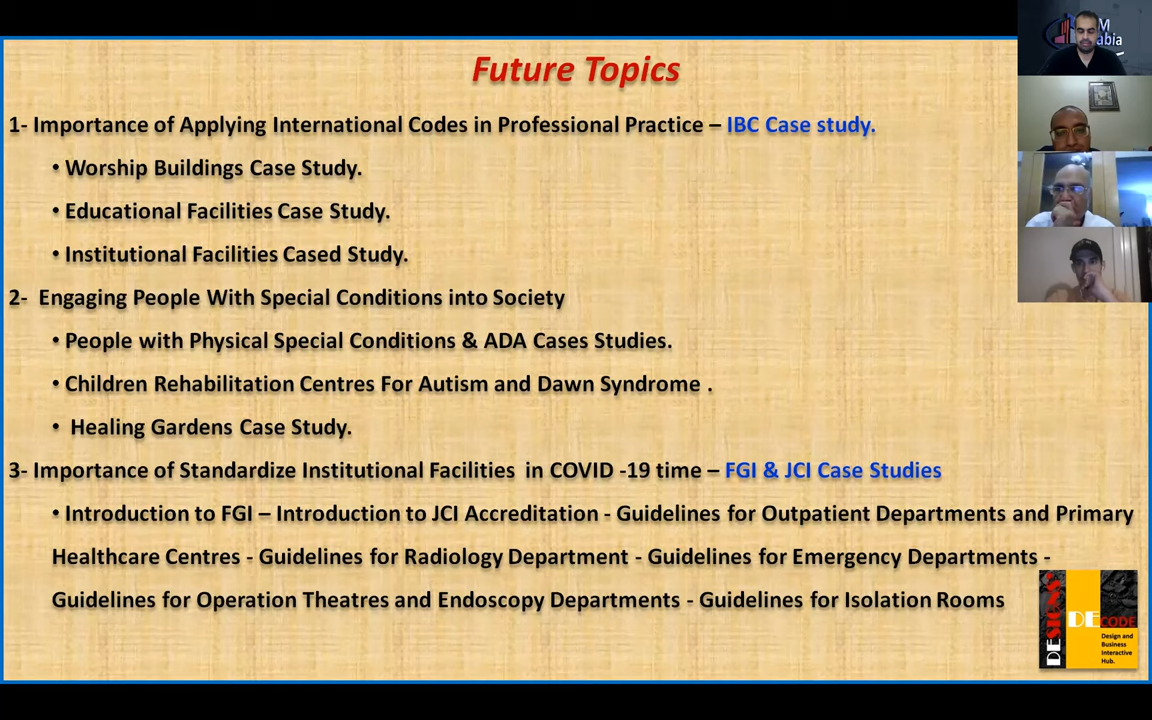 Future Topics
1- Importance of Applying International Codes in Professional Practice – IBC Case study.
• Worship Buildings Case Study.
• Educational Facilities Case Study.
• Institutional Facilities Cased Study.
2- Engaging People With Special Conditions into Society
• People with Physical Special Conditions & ADA Cases Studies.
• Children Rehabilitation Centres For Autism and Dawn Syndrome .
• Healing Gardens Case Study.
3- Importance of Standardize Institutional Facilities in COVID -19 time – FGI & JCI Case Studies
• Introduction to FGI – Introduction to JCI Accreditation - Guidelines for Outpatient Departments and Primary
Healthcare Centres - Guidelines for Radiology Department - Guidelines for Emergency Departments -
Guidelines for Operation Theatres and Endoscopy Departments - Guidelines for Isolation Rooms
DESIGNS
DECODE
Design and
Business
Interactive
Hub.